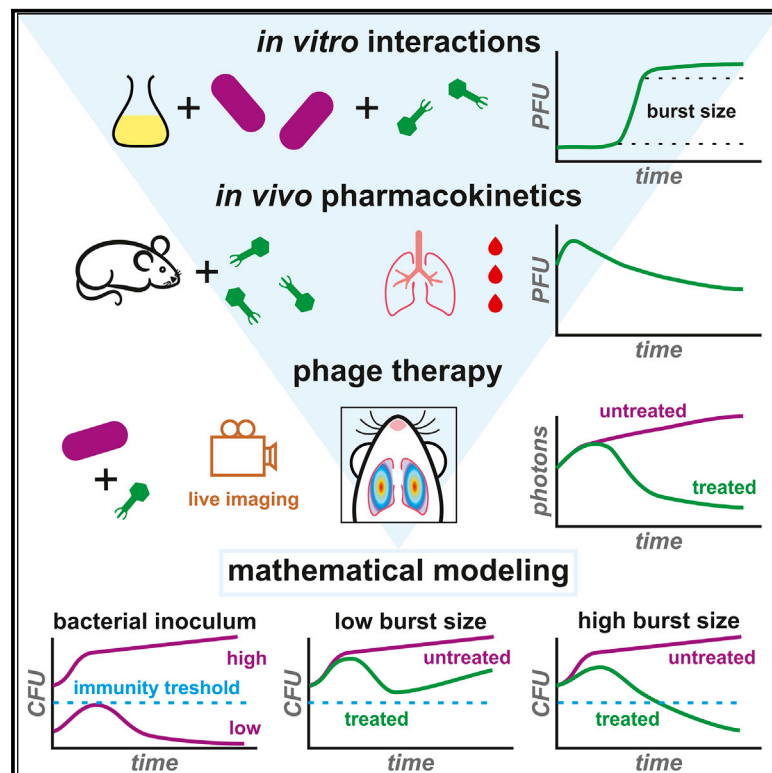 in vitro interactions
+
+
PFU
burst size
time
in vivo pharmacokinetics
+
PFU
time
phage therapy
+
live imaging
photons
untreated
treated
time
mathematical modeling
bacterial inoculum
CFU
high
immunity treshold
low
time
low burst size
untreated
treated
time
high burst size
CFU
untreated
treated
time